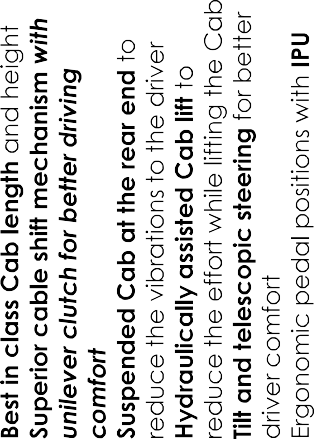 Best in class Cab length and height
Superior cable shift mechanism with
unilever clutch for better driving
comfort
Suspended Cab at the rear end to
reduce the vibrations to the driver
Hydraulically assisted Cab lift to
reduce the effort while lifting the Cab
Tilt and telescopic steering for better
driver comfort
Ergonomic pedal positions with IPU